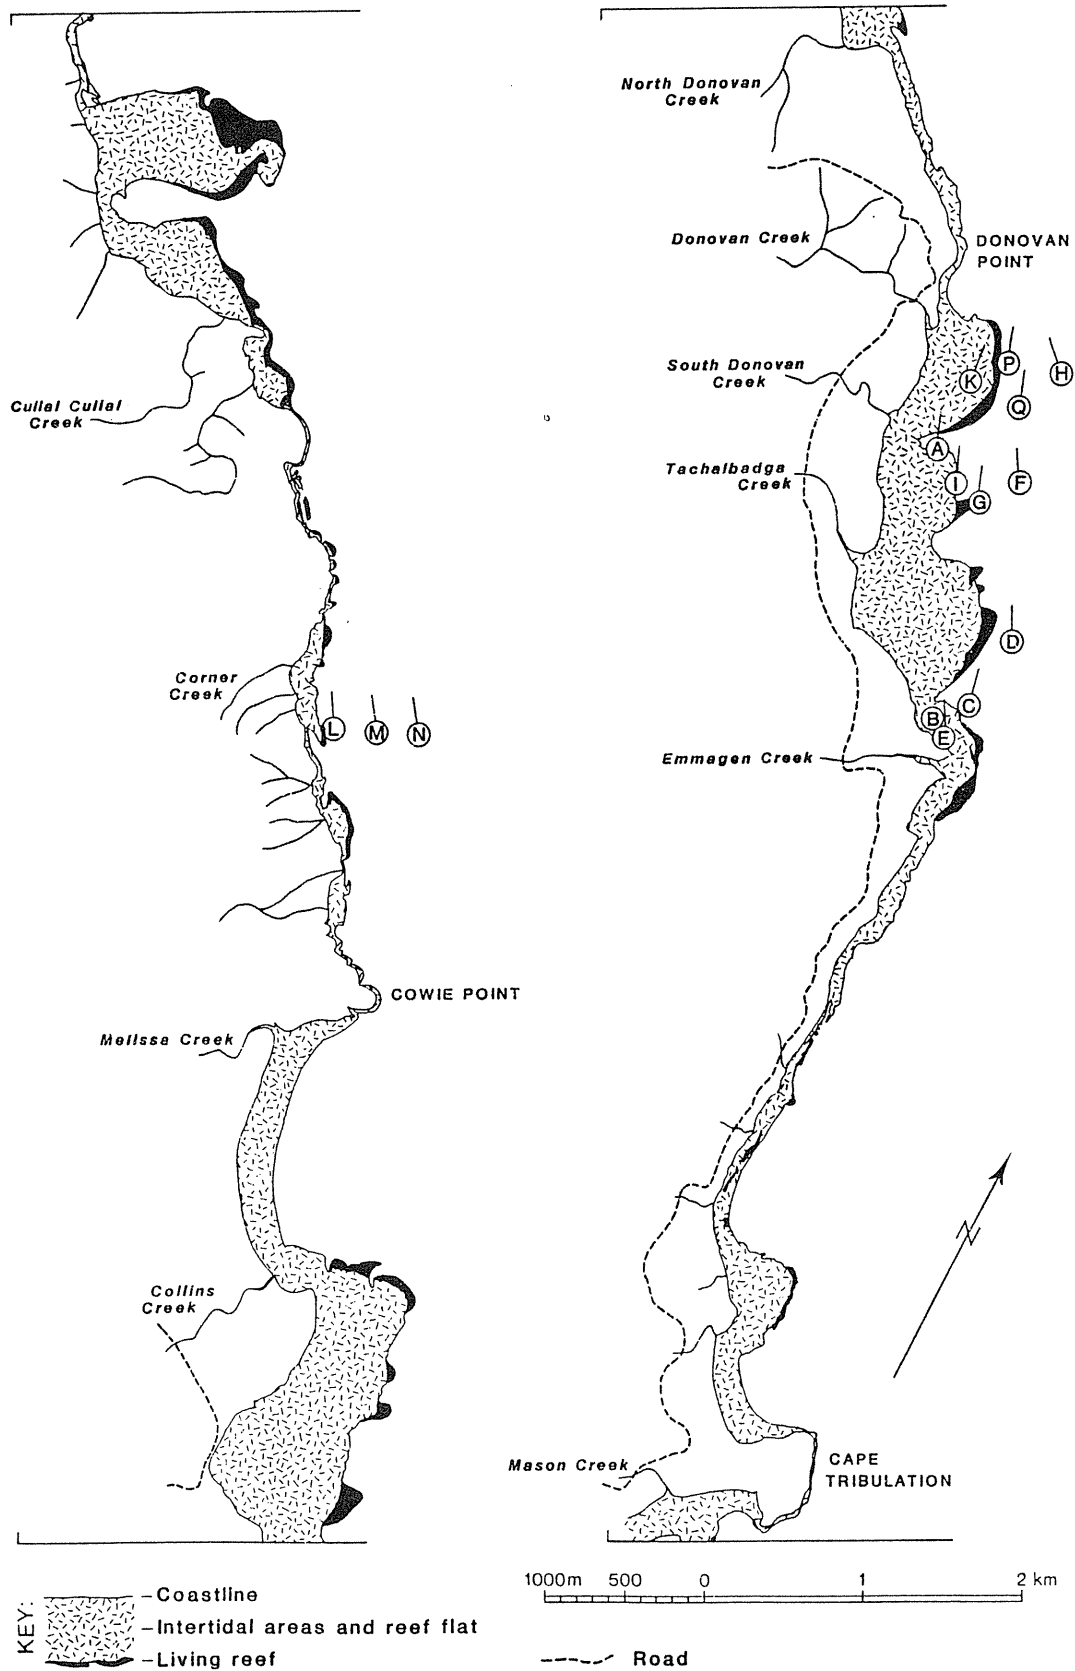 North Donovan
Creek
Donovan Creek
DONOVAN
POINT
South Donovan
Creek
P
H
K
Q
A
Tachalbadga
Creek
I
G
F
D
C
B
E
Emmagen Creek
N
CAPE
TRIBULATION
Mason Creek
Cullal Cullal
Creek
Corner
Creek
L
M
N
COWIE POINT
Melissa Creek
Collins
Creek
KEY:
-Coastline
-Intertidal areas and reef flat
-Living reef
1000m 500 0 1 2 km
Road